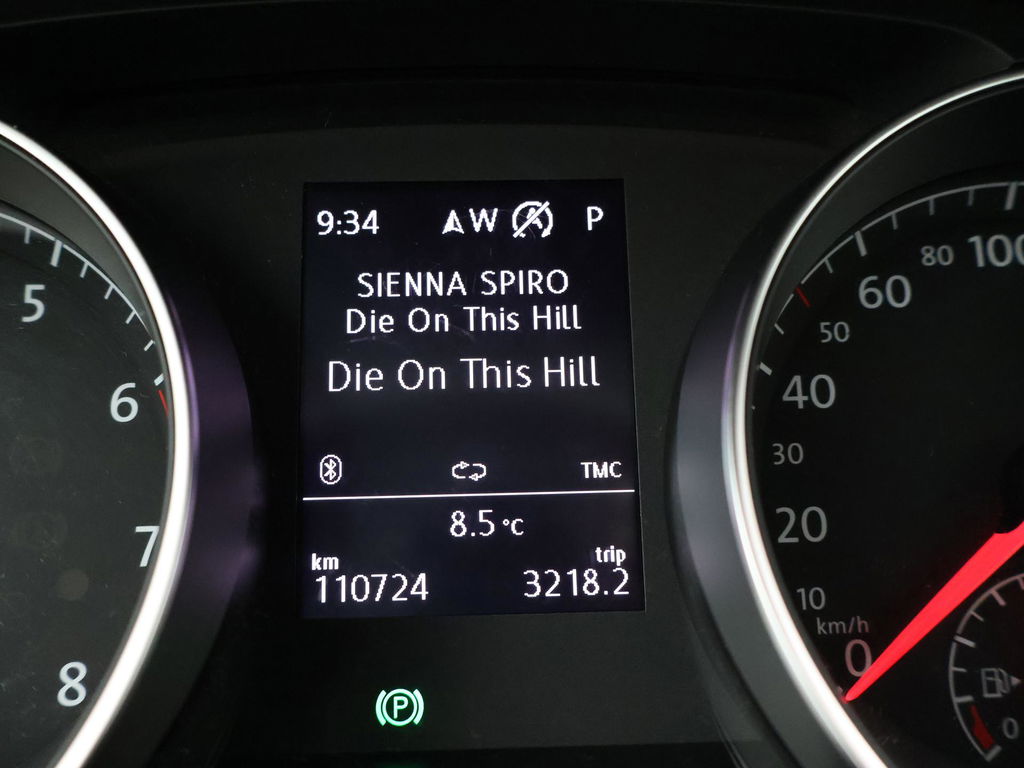 9:34 W A P
SIENNA SPIRO
Die On This Hill
Die On This Hill
TMC
8.5 °C
km trip
110724 3218.2
P
5
6
7
8
100
80
60
50
40
30
20
10
km/h
0
0